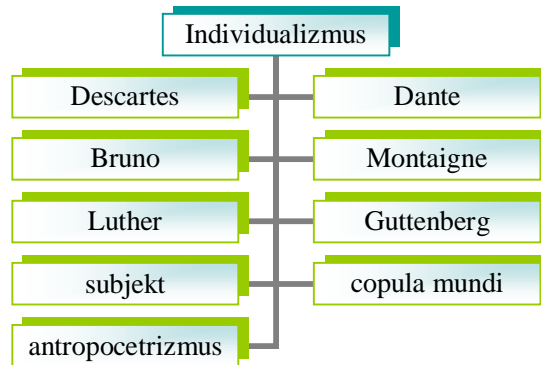 Individualizmus
Descartes
Dante
Bruno
Montaigne
Luther
Guttenberg
subjekt
copula mundi
antropocetrizmus